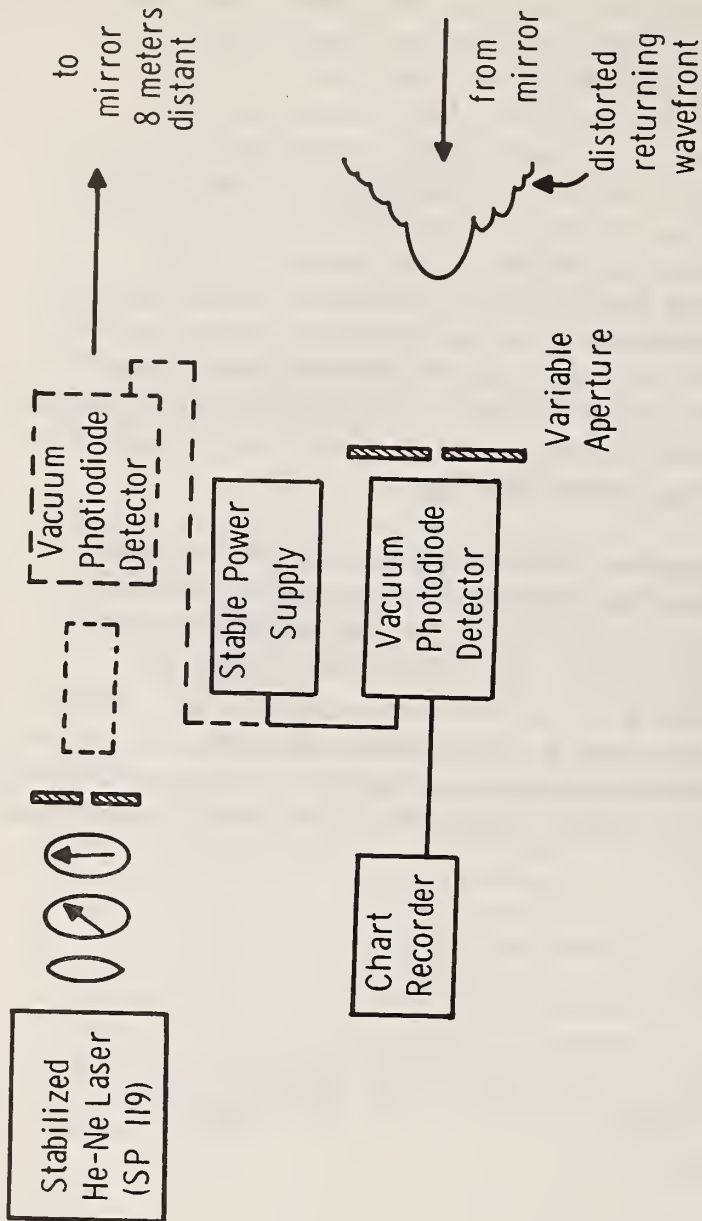 Stabilized
He-Ne Laser
(SP 119)
Vacuum
Photiodiode
Detector
to
mirror
8 meters
distant
Stable Power
Supply
Chart
Recorder
Vacuum
Photodiode
Detector
Variable
Aperture
from
mirror
distorted
returning
wavefront